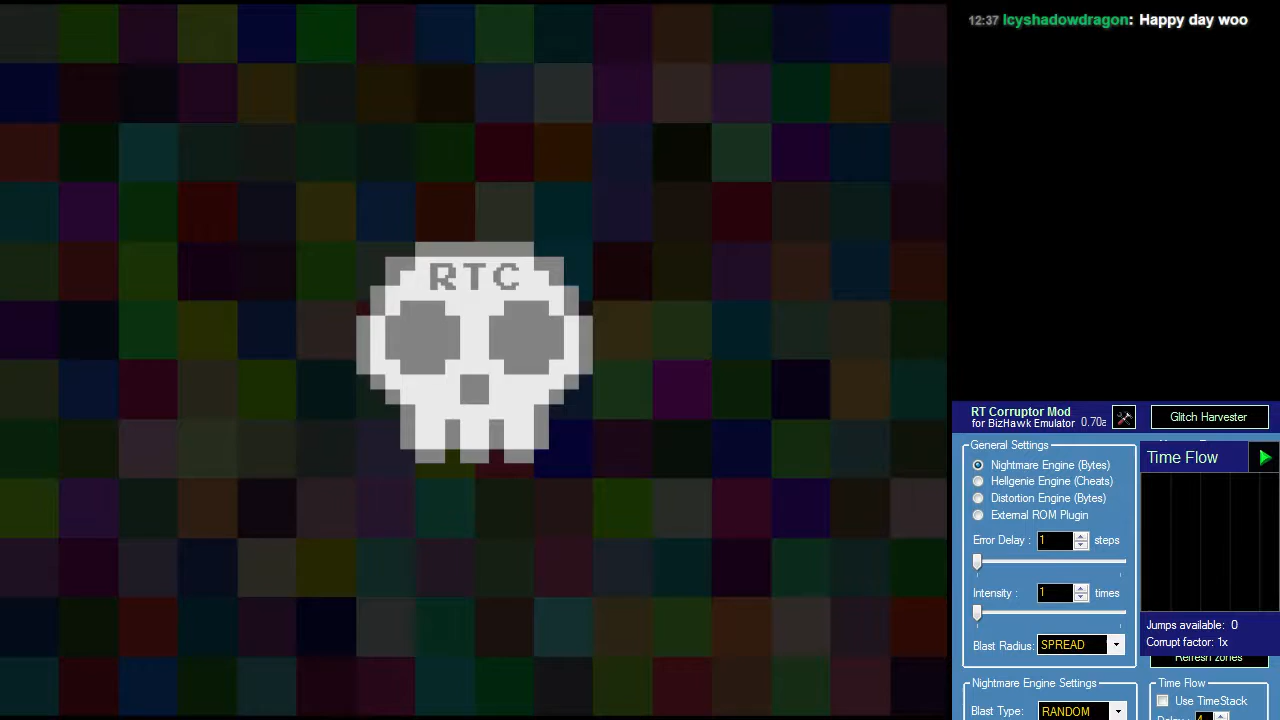 12:37 Icyshadowdragon: Happy day woo
RTC
RT Corruptor Mod
for BizHawk Emulator 0.70a
Glitch Harvester
General Settings
Nightmare Engine (Bytes)
Hellgenie Engine (Cheats)
Distortion Engine (Bytes)
External ROM Plugin
Error Delay : 1 steps
Intensity : 1 times
Blast Radius: SPREAD
Time Flow
Jumps available: 0
Corrupt factor: 1x
Refresh zones
Nightmare Engine Settings
Blast Type: RANDOM
Time Flow
Use TimeStack